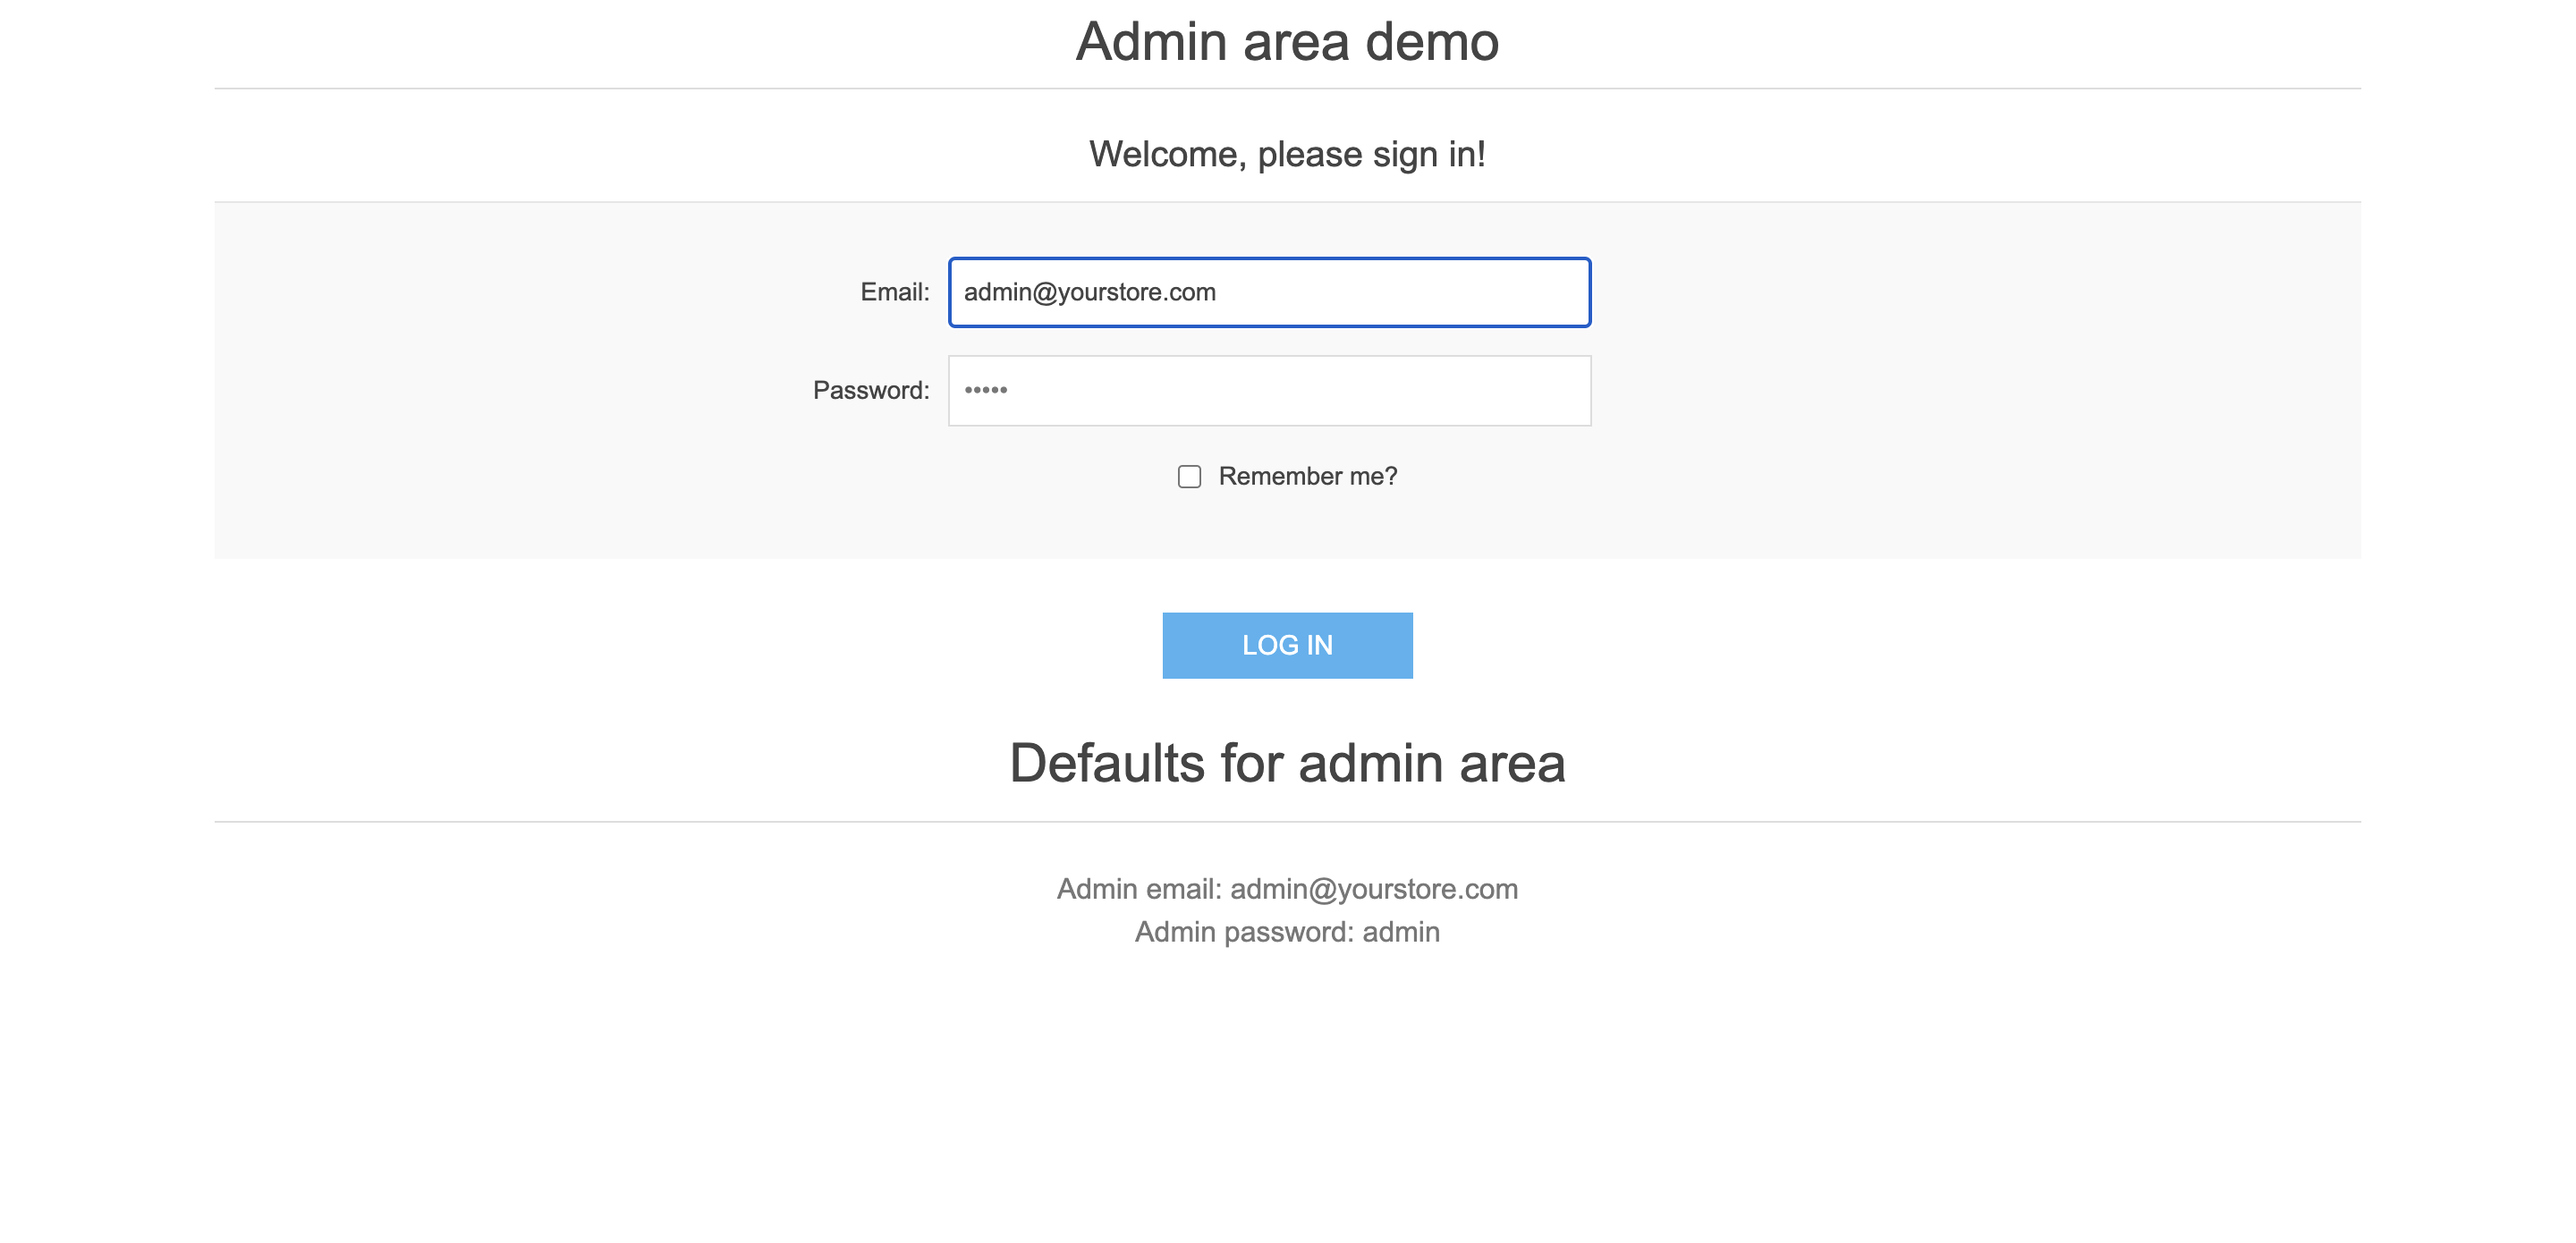 Admin area demo
Welcome, please sign in!
Email: admin@yourstore.com
Password: •••••
Remember me?
LOG IN
Defaults for admin area
Admin email: admin@yourstore.com
Admin password: admin